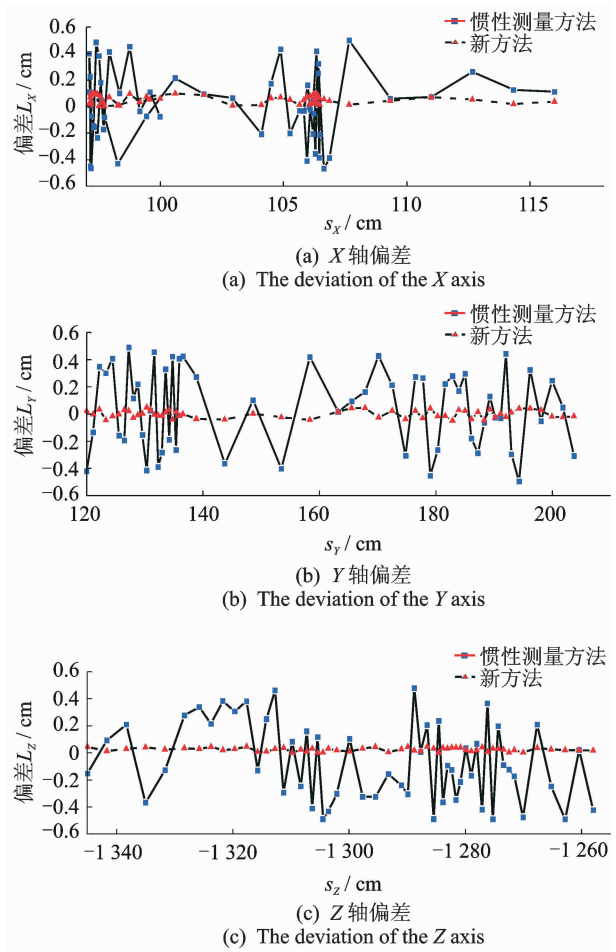 惯性测量方法
新方法
0.6
0.4
0.2
0
−0.2
−0.4
−0.6
偏差L_X / cm
100
105
110
115
s_X / cm
(a) X 轴偏差
(a) The deviation of the X axis
惯性测量方法
新方法
0.6
0.4
0.2
0
−0.2
−0.4
−0.6
偏差L_Y / cm
120
140
160
180
200
s_Y / cm
(b) Y 轴偏差
(b) The deviation of the Y axis
惯性测量方法
新方法
0.6
0.4
0.2
0
−0.2
−0.4
−0.6
偏差L_Z / cm
−1 340
−1 320
−1 300
−1 280
−1 260
s_Z / cm
(c) Z 轴偏差
(c) The deviation of the Z axis